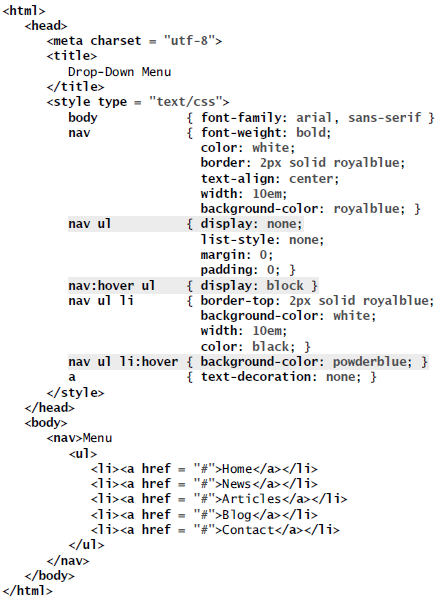 <html>
<head>
<meta charset = "utf-8">
<title>
Drop-Down Menu
</title>
<style type = "text/css">
body { font-family: arial, sans-serif }
nav { font-weight: bold;
color: white;
border: 2px solid royalblue;
text-align: center;
width: 10em;
background-color: royalblue; }
nav ul { display: none;
list-style: none;
margin: 0;
padding: 0; }
nav:hover ul { display: block }
nav ul li { border-top: 2px solid royalblue;
background-color: white;
width: 10em;
color: black; }
nav ul li:hover { background-color: powderblue; }
a { text-decoration: none; }
</style>
</head>
<body>
<nav>Menu
<ul>
<li><a href = "#">Home</a></li>
<li><a href = "#">News</a></li>
<li><a href = "#">Articles</a></li>
<li><a href = "#">Blog</a></li>
<li><a href = "#">Contact</a></li>
</ul>
</nav>
</body>
</html>